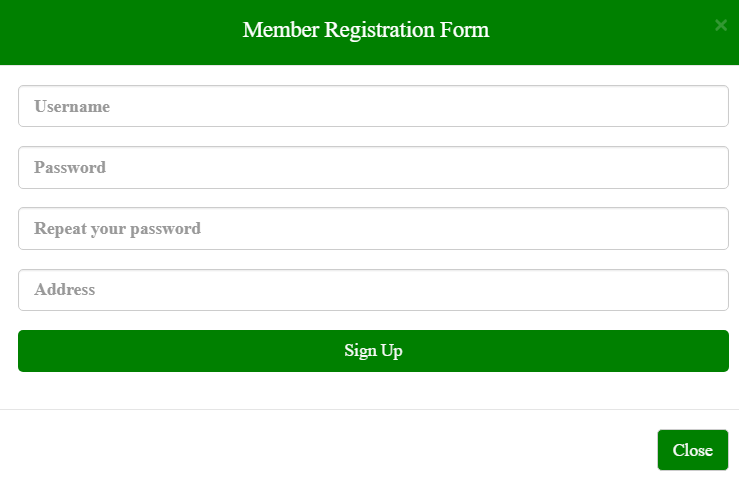 Member Registration Form
×
Username
Password
Repeat your password
Address
Sign Up
Close